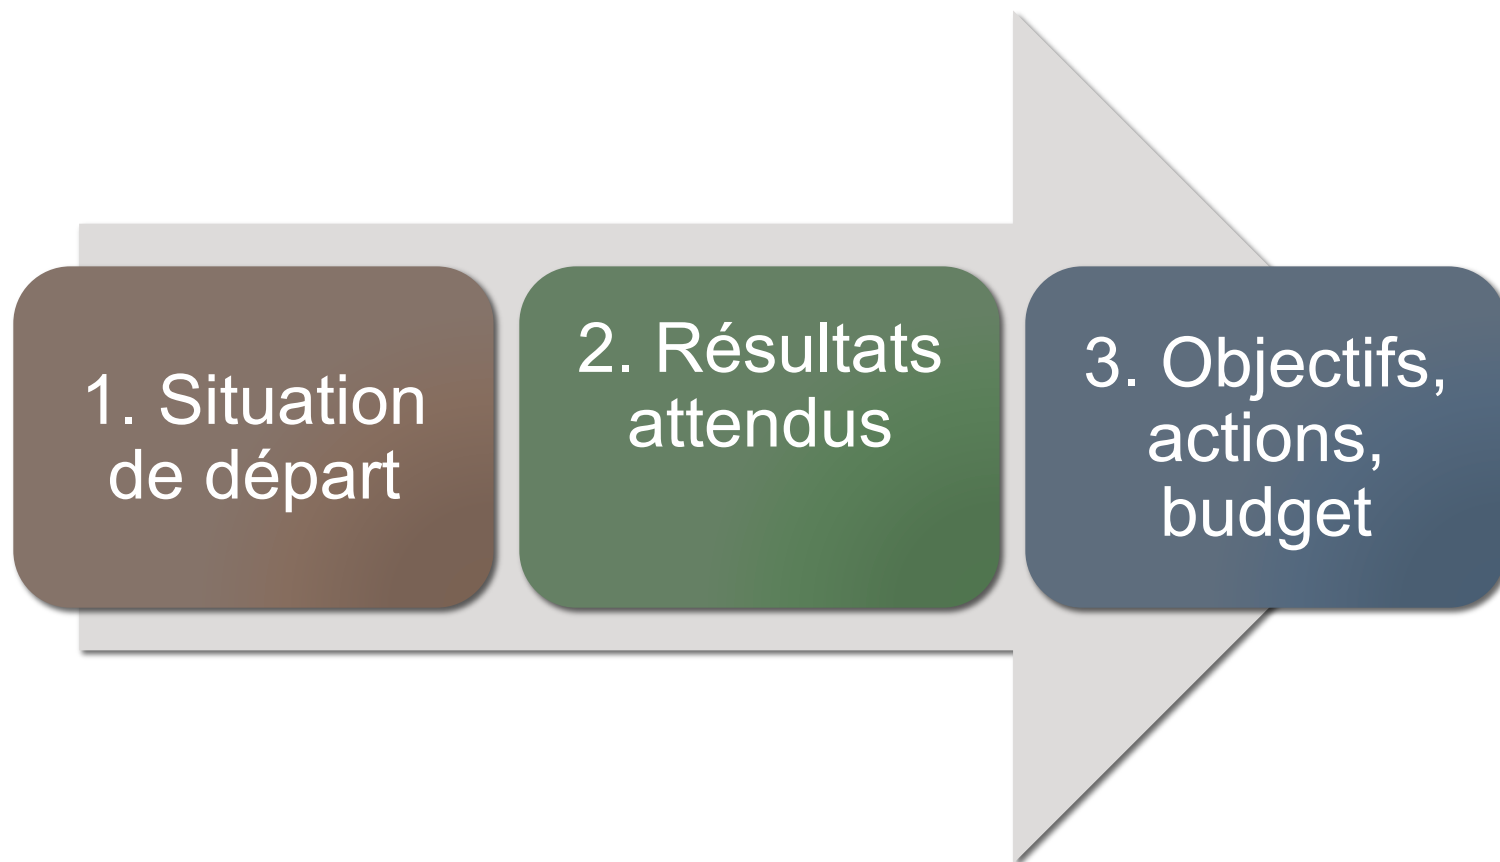 1. Situation
de départ
2. Résultats
attendus
3. Objectifs,
actions,
budget